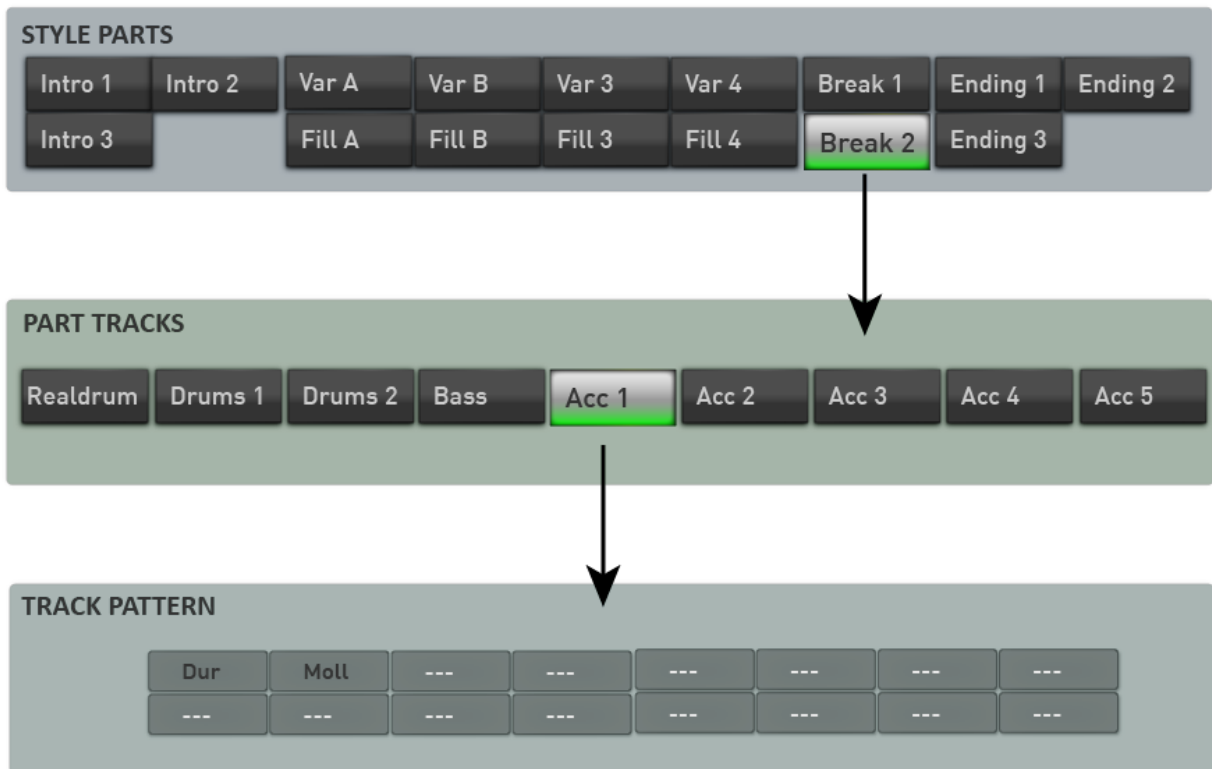 STYLE PARTS
Intro 1 Intro 2 Var A Var B Var 3 Var 4 Break 1 Ending 1 Ending 2
Intro 3 Fill A Fill B Fill 3 Fill 4 Break 2 Ending 3
PART TRACKS
Realdrum Drums 1 Drums 2 Bass Acc 1 Acc 2 Acc 3 Acc 4 Acc 5
TRACK PATTERN
Dur Moll --- --- --- --- --- ---
--- --- --- --- --- --- --- ---